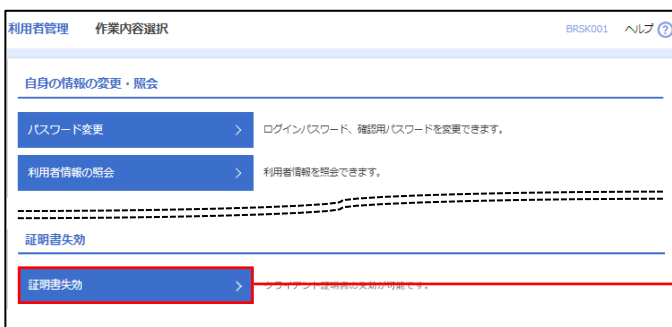 利用者管理 作業内容選択 BRSK001 ヘルプ ?
自身の情報の変更・照会
パスワード変更 > ログインパスワード、確認用パスワードを変更できます。
利用者情報の照会 > 利用者情報を照会できます。
証明書失効
証明書失効 > クライアント証明書の失効が可能です。